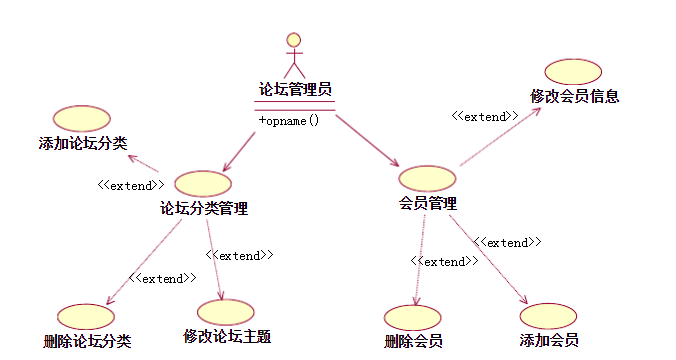 论坛管理员
+opname()
修改会员信息
<<extend>>
添加论坛分类
<<extend>>
论坛分类管理
会员管理
<<extend>>
<<extend>>
<<extend>>
<<extend>>
删除论坛分类
修改论坛主题
删除会员
添加会员